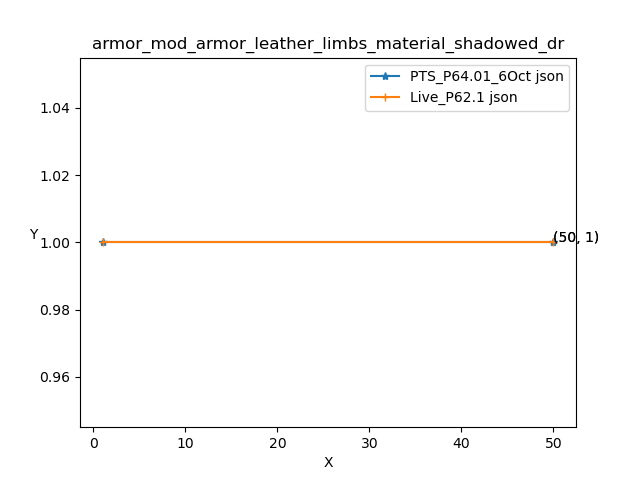 armor_mod_armor_leather_limbs_material_shadowed_dr
PTS_P64.01_6Oct json
Live_P62.1 json
1.04
1.02
Y 1.00
(50, 1)
0.98
0.96
0 10 20 30 40 50
X